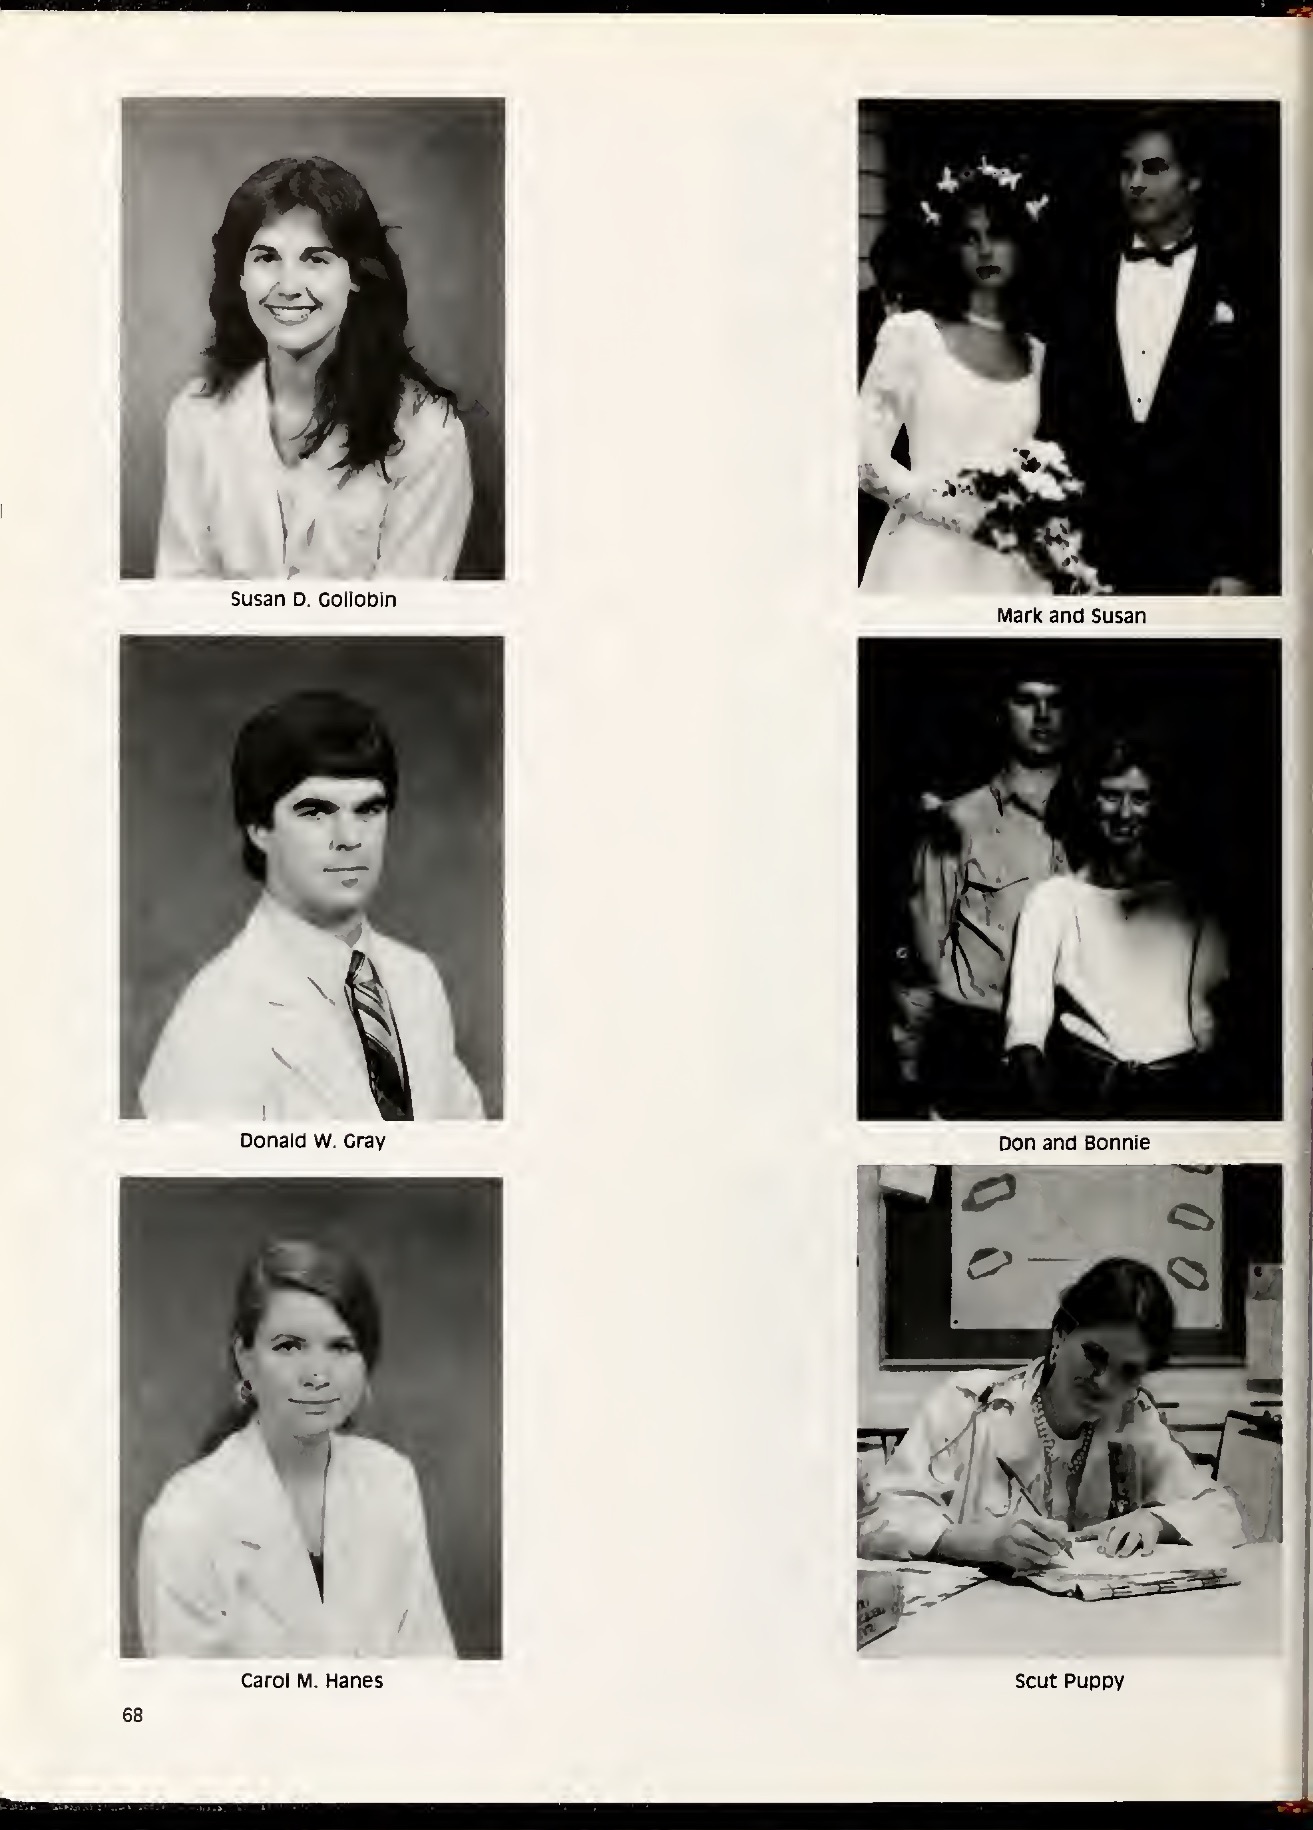 Susan D. Gollobin
Mark and Susan
Donald W. Gray
Don and Bonnie
Carol M. Hanes
Scut Puppy
68